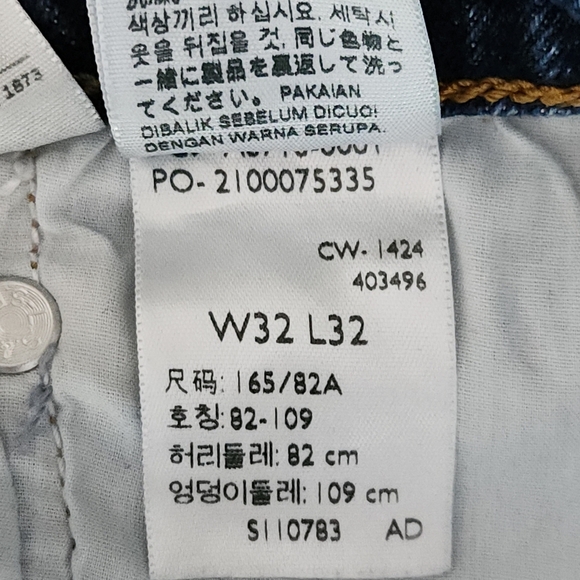 1873
색상끼리 하십시오. 세탁시
옷을 뒤집을 것. 同じ色物と
一緒に製品を裏返して洗っ
てください。 PAKAIAN
DIBALIK SEBELUM DICUCI
DENGAN WARNA SERUPA.
PO- 2100075335
CW- 1424
403496
W32 L32
尺码: 165/82A
호칭: 82-109
허리둘레: 82 cm
엉덩이둘레: 109 cm
S110783 AD